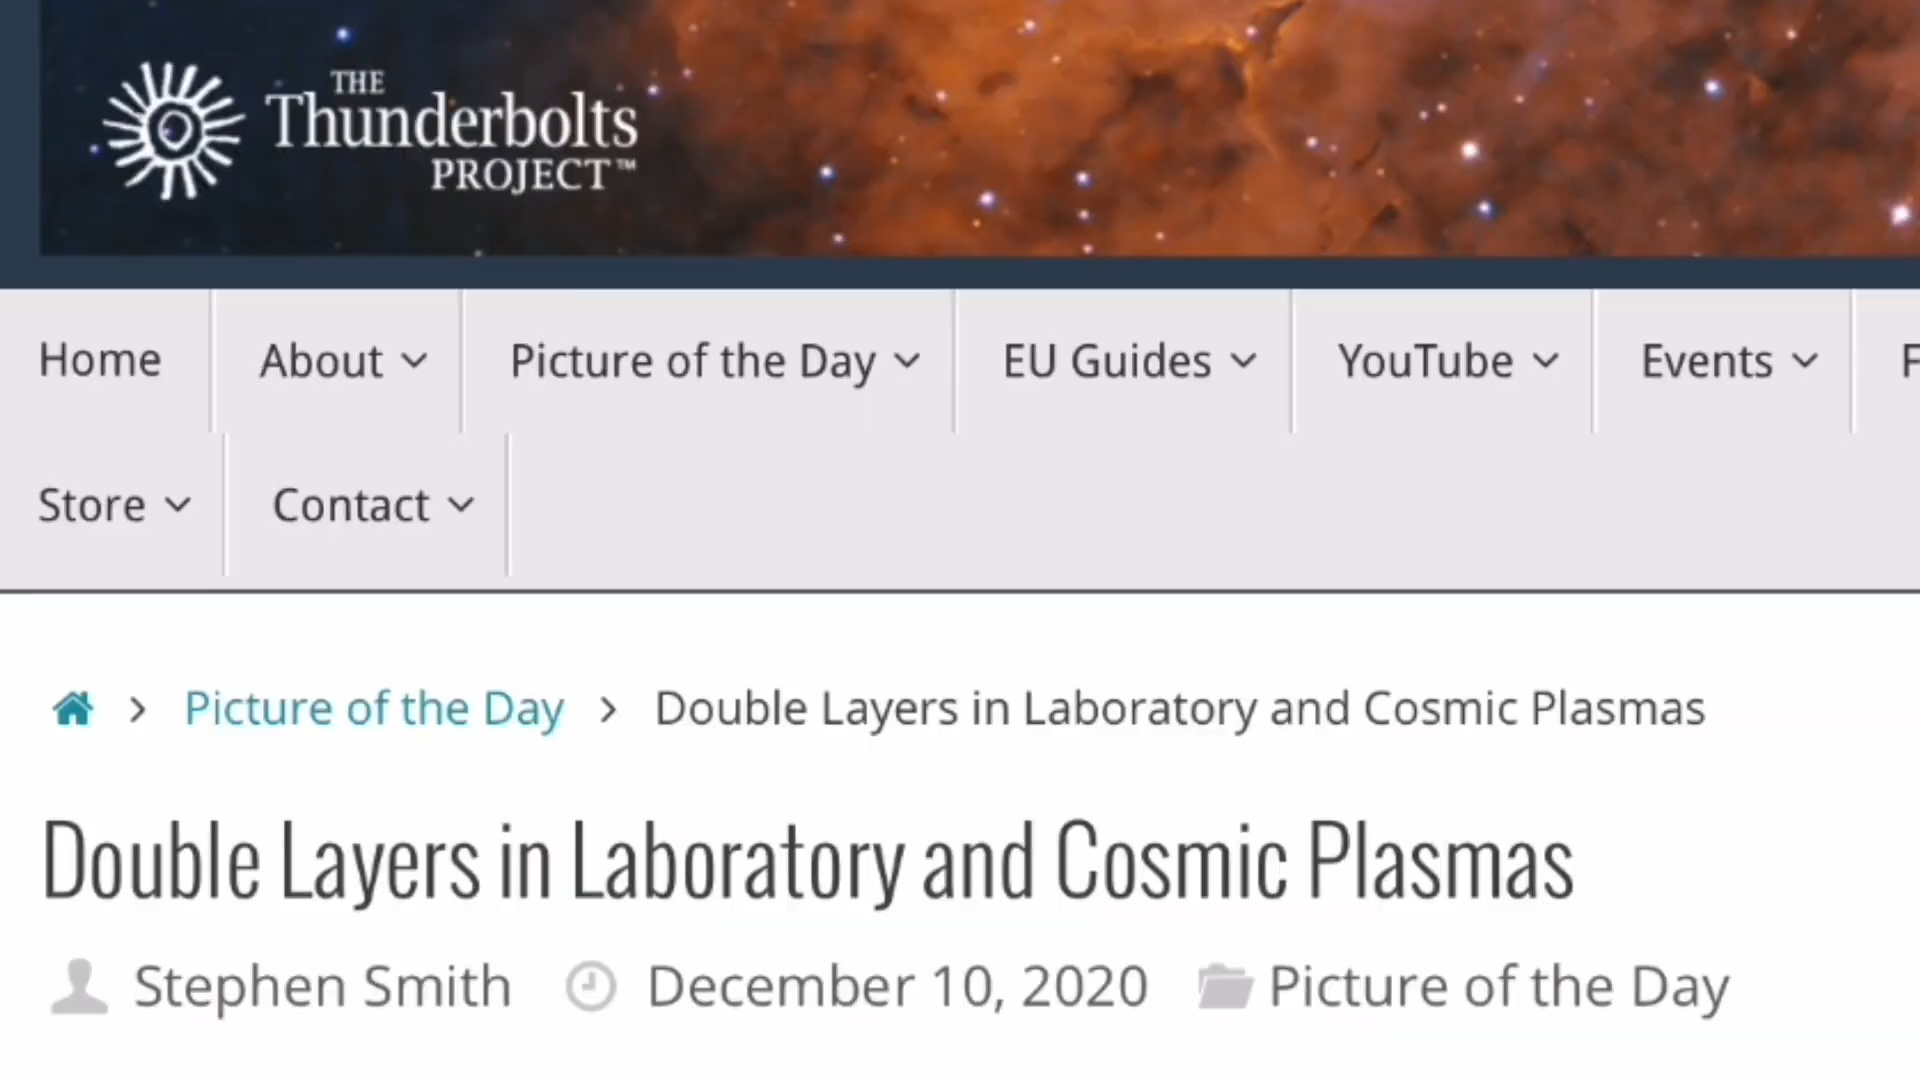 THE
Thunderbolts
PROJECT™
Home About Picture of the Day EU Guides YouTube Events F
Store Contact
Picture of the Day > Double Layers in Laboratory and Cosmic Plasmas
Double Layers in Laboratory and Cosmic Plasmas
Stephen Smith December 10, 2020 Picture of the Day